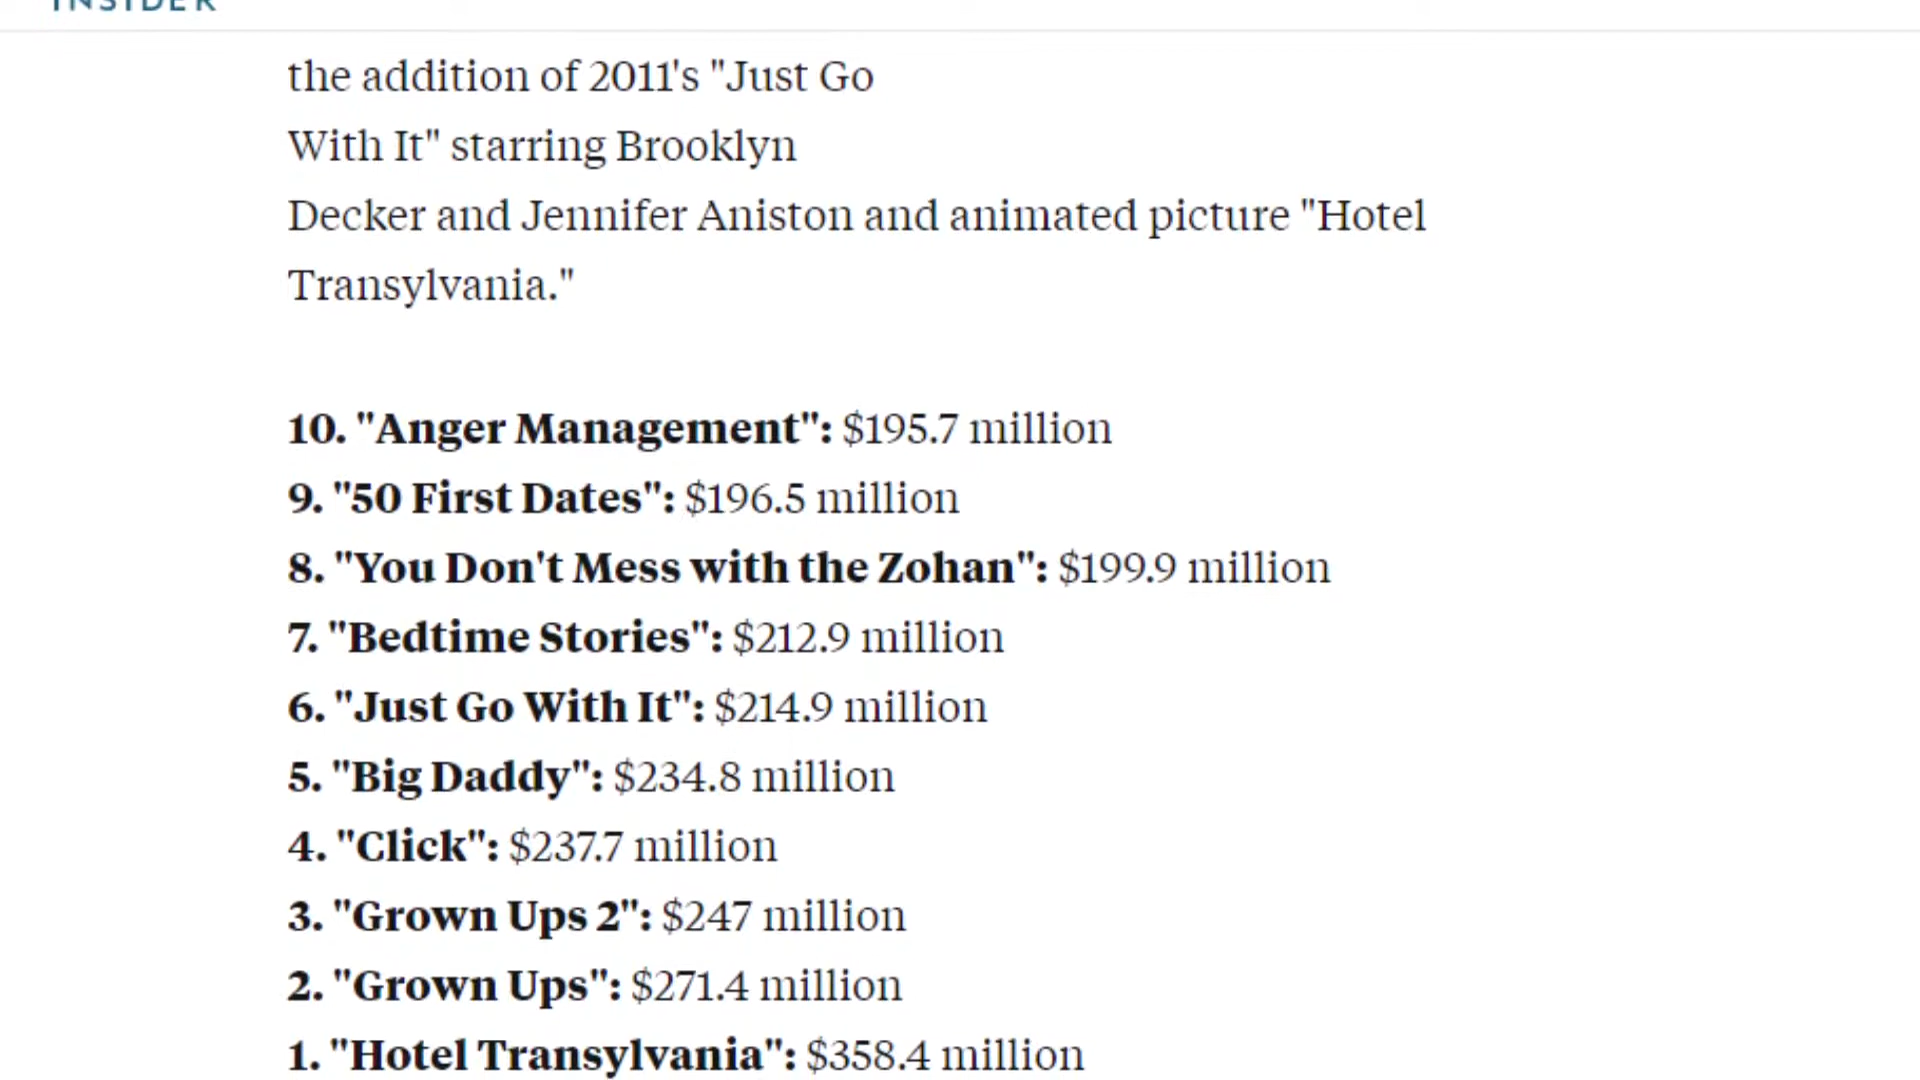 INSIDER
the addition of 2011's "Just Go
With It" starring Brooklyn
Decker and Jennifer Aniston and animated picture "Hotel
Transylvania."
10. "Anger Management": $195.7 million
9. "50 First Dates": $196.5 million
8. "You Don't Mess with the Zohan": $199.9 million
7. "Bedtime Stories": $212.9 million
6. "Just Go With It": $214.9 million
5. "Big Daddy": $234.8 million
4. "Click": $237.7 million
3. "Grown Ups 2": $247 million
2. "Grown Ups": $271.4 million
1. "Hotel Transylvania": $358.4 million